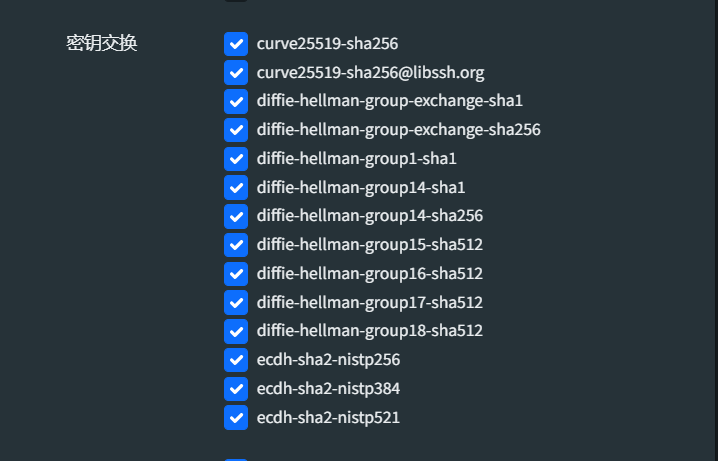 密钥交换
curve25519-sha256
curve25519-sha256@libssh.org
diffie-hellman-group-exchange-sha1
diffie-hellman-group-exchange-sha256
diffie-hellman-group1-sha1
diffie-hellman-group14-sha1
diffie-hellman-group14-sha256
diffie-hellman-group15-sha512
diffie-hellman-group16-sha512
diffie-hellman-group17-sha512
diffie-hellman-group18-sha512
ecdh-sha2-nistp256
ecdh-sha2-nistp384
ecdh-sha2-nistp521